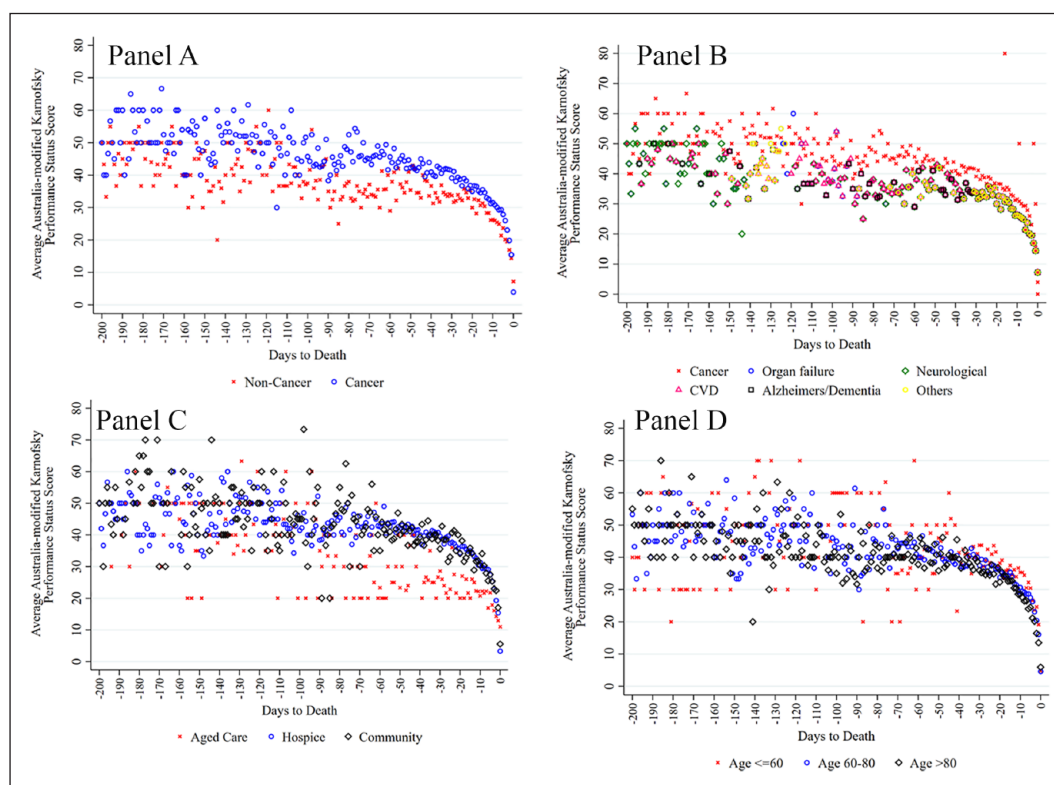 Panel A
Average Australia-modified Karnofsky
Performance Status Score
80
70
60
50
40
30
20
10
0
-200 -190 -180 -170 -160 -150 -140 -130 -120 -110 -100 -90 -80 -70 -60 -50 -40 -30 -20 -10 0
Days to Death
Non-Cancer Cancer
Panel B
Average Australia-modified Karnofsky
Performance Status Score
80
70
60
50
40
30
20
10
0
-200 -190 -180 -170 -160 -150 -140 -130 -120 -110 -100 -90 -80 -70 -60 -50 -40 -30 -20 -10 0
Days to Death
Cancer Organ failure Neurological
CVD Alzheimers/Dementia Others
Panel C
Average Australia-modified Karnofsky
Performance Status Score
80
70
60
50
40
30
20
10
0
-200 -190 -180 -170 -160 -150 -140 -130 -120 -110 -100 -90 -80 -70 -60 -50 -40 -30 -20 -10 0
Days to Death
Aged Care Hospice Community
Panel D
Average Australia-modified Karnofsky
Performance Status Score
80
70
60
50
40
30
20
10
0
-200 -190 -180 -170 -160 -150 -140 -130 -120 -110 -100 -90 -80 -70 -60 -50 -40 -30 -20 -10 0
Days to Death
Age <=60 Age 60-80 Age >80